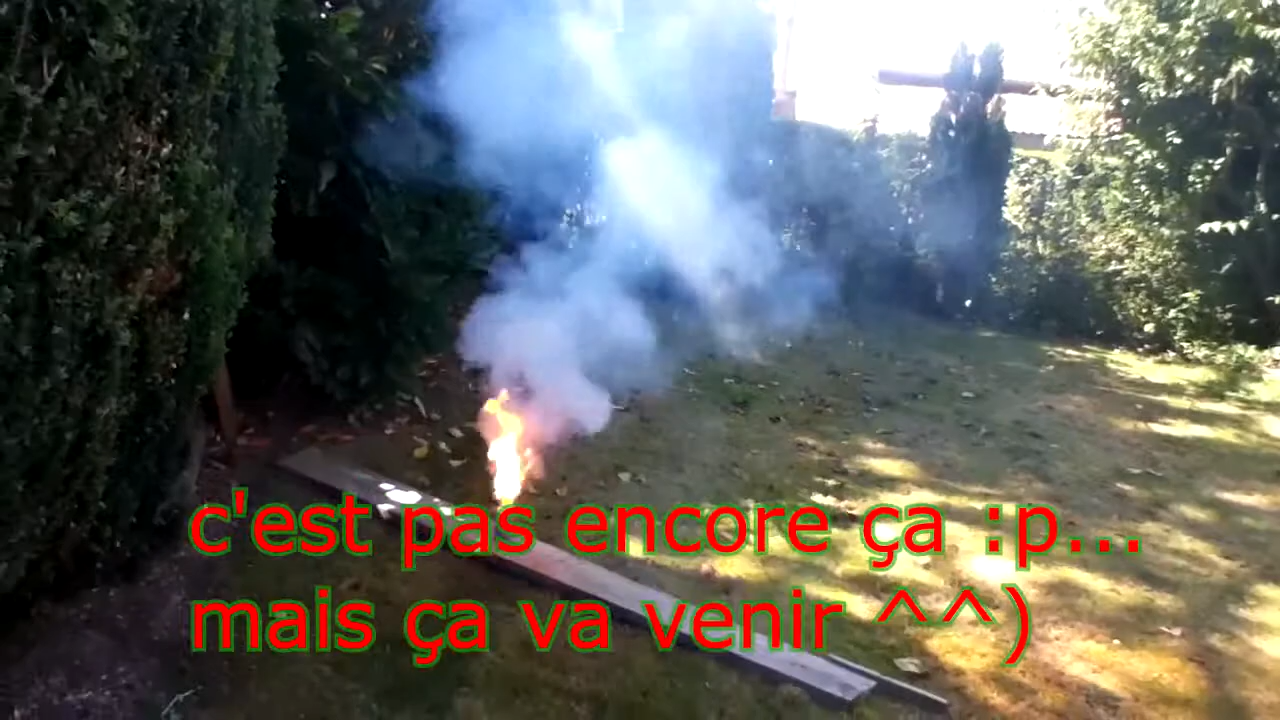 c'est pas encore ça :p...
mais ça va venir ^^)